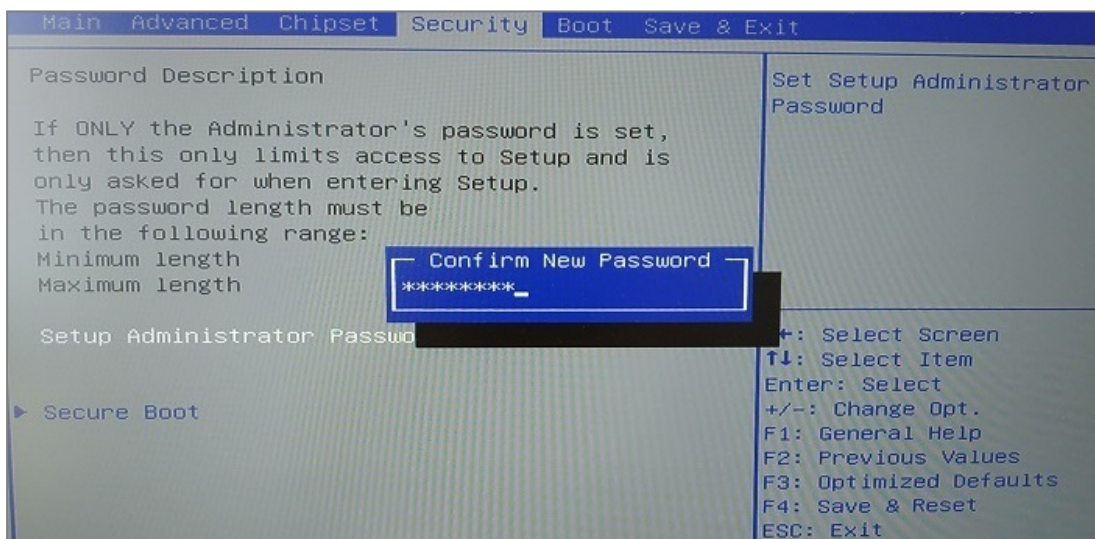 Main Advanced Chipset Security Boot Save & Exit
Password Description
If ONLY the Administrator's password is set,
then this only limits access to Setup and is
only asked for when entering Setup.
The password length must be
in the following range:
Minimum length
Maximum length
Setup Administrator Passwo
Secure Boot
Confirm New Password
********_
Set Setup Administrator
Password
←: Select Screen
↑↓: Select Item
Enter: Select
+/-: Change Opt.
F1: General Help
F2: Previous Values
F3: Optimized Defaults
F4: Save & Reset
ESC: Exit